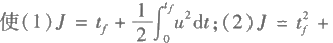 使(1)J = t_f + \frac{1}{2}\int_0^{t_f} u^2 dt;(2)J = t_f^2 +